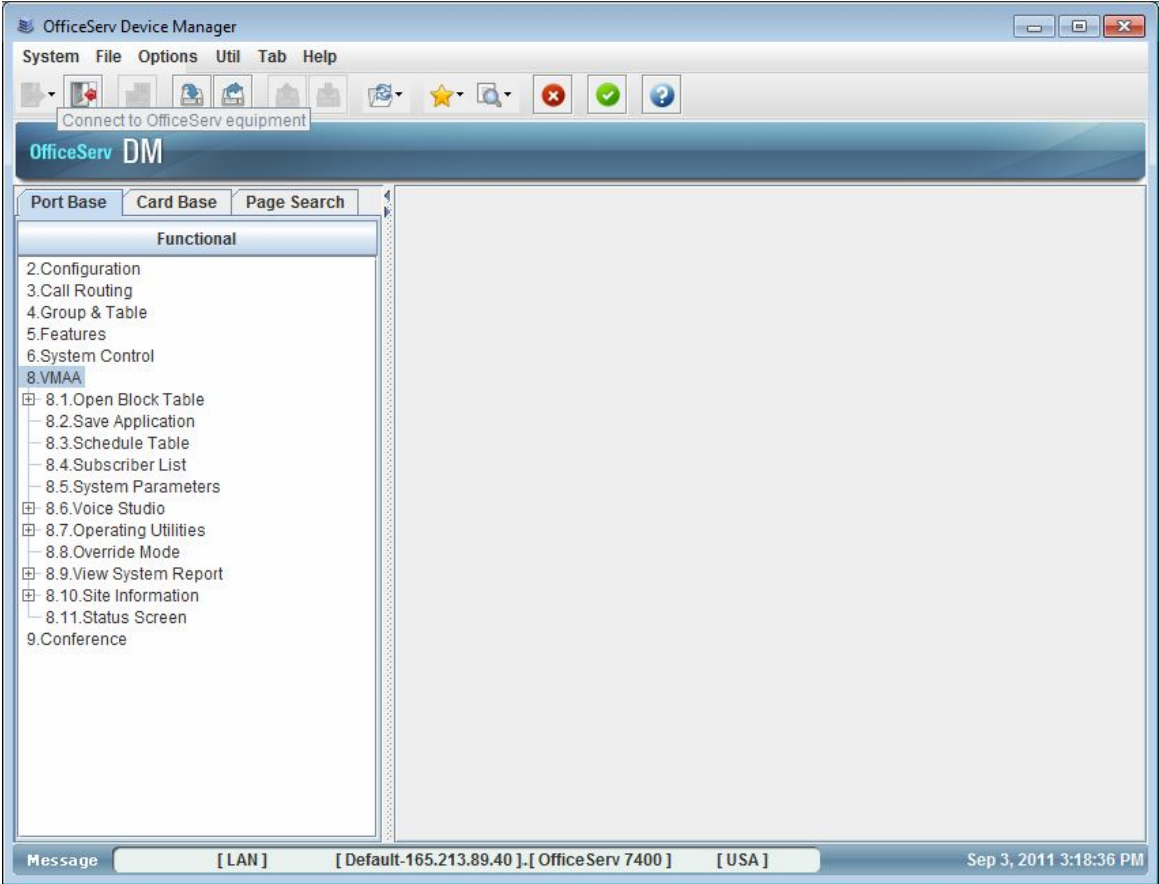 OfficeServ Device Manager
System File Options Util Tab Help
Connect to OfficeServ equipment
OfficeServ DM
Port Base Card Base Page Search
Functional
2.Configuration
3.Call Routing
4.Group & Table
5.Features
6.System Control
8.VMAA
8.1.Open Block Table
8.2.Save Application
8.3.Schedule Table
8.4.Subscriber List
8.5.System Parameters
8.6.Voice Studio
8.7.Operating Utilities
8.8.Override Mode
8.9.View System Report
8.10.Site Information
8.11.Status Screen
9.Conference
Message [ LAN ] [ Default-165.213.89.40 ]..[ OfficeServ 7400 ] [ USA ] Sep 3, 2011 3:18:36 PM